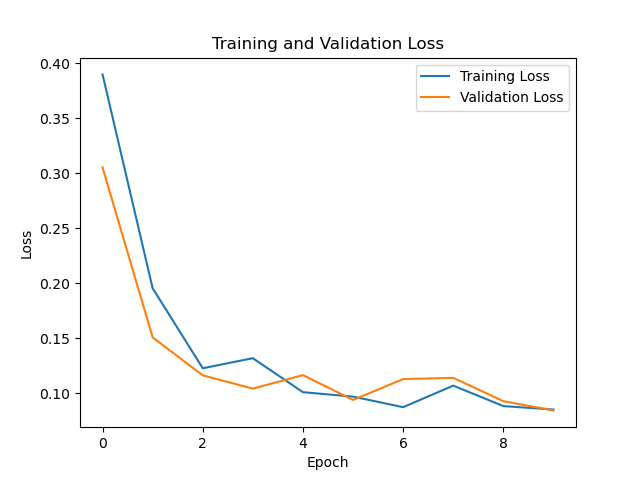 Training and Validation Loss
Training Loss
Validation Loss
0.40
0.35
0.30
0.25
0.20
0.15
0.10
Loss
0 2 4 6 8
Epoch